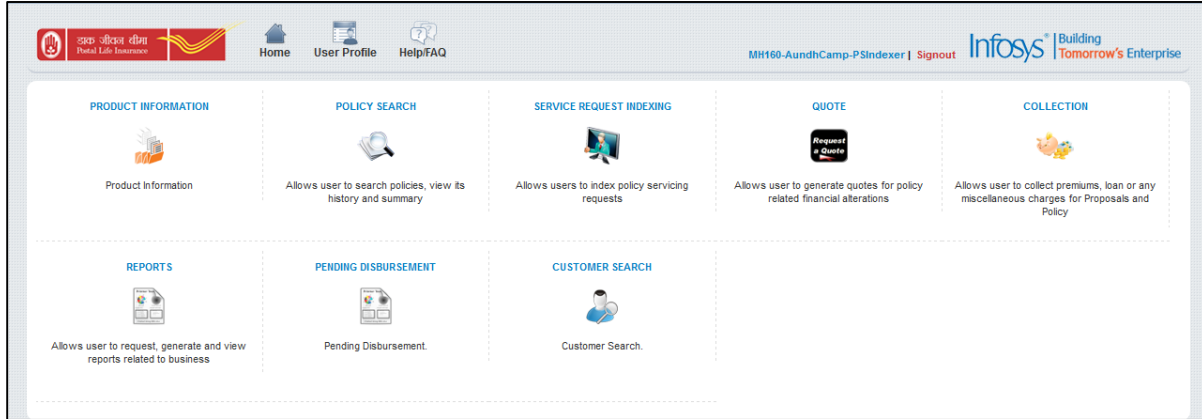 डाक जीवन बीमा
Postal Life Insurance
Home
User Profile
Help/FAQ
MH160-AundhCamp-PSIndexer | Signout
Infosys® | Building
Tomorrow's Enterprise
PRODUCT INFORMATION
Product Information
POLICY SEARCH
Allows user to search policies, view its
history and summary
SERVICE REQUEST INDEXING
Allows users to index policy servicing
requests
QUOTE
Request
a Quote
Allows user to generate quotes for policy
related financial alterations
COLLECTION
Allows user to collect premiums, loan or any
miscellaneous charges for Proposals and
Policy
REPORTS
Allows user to request, generate and view
reports related to business
PENDING DISBURSEMENT
Pending Disbursement.
CUSTOMER SEARCH
Customer Search.